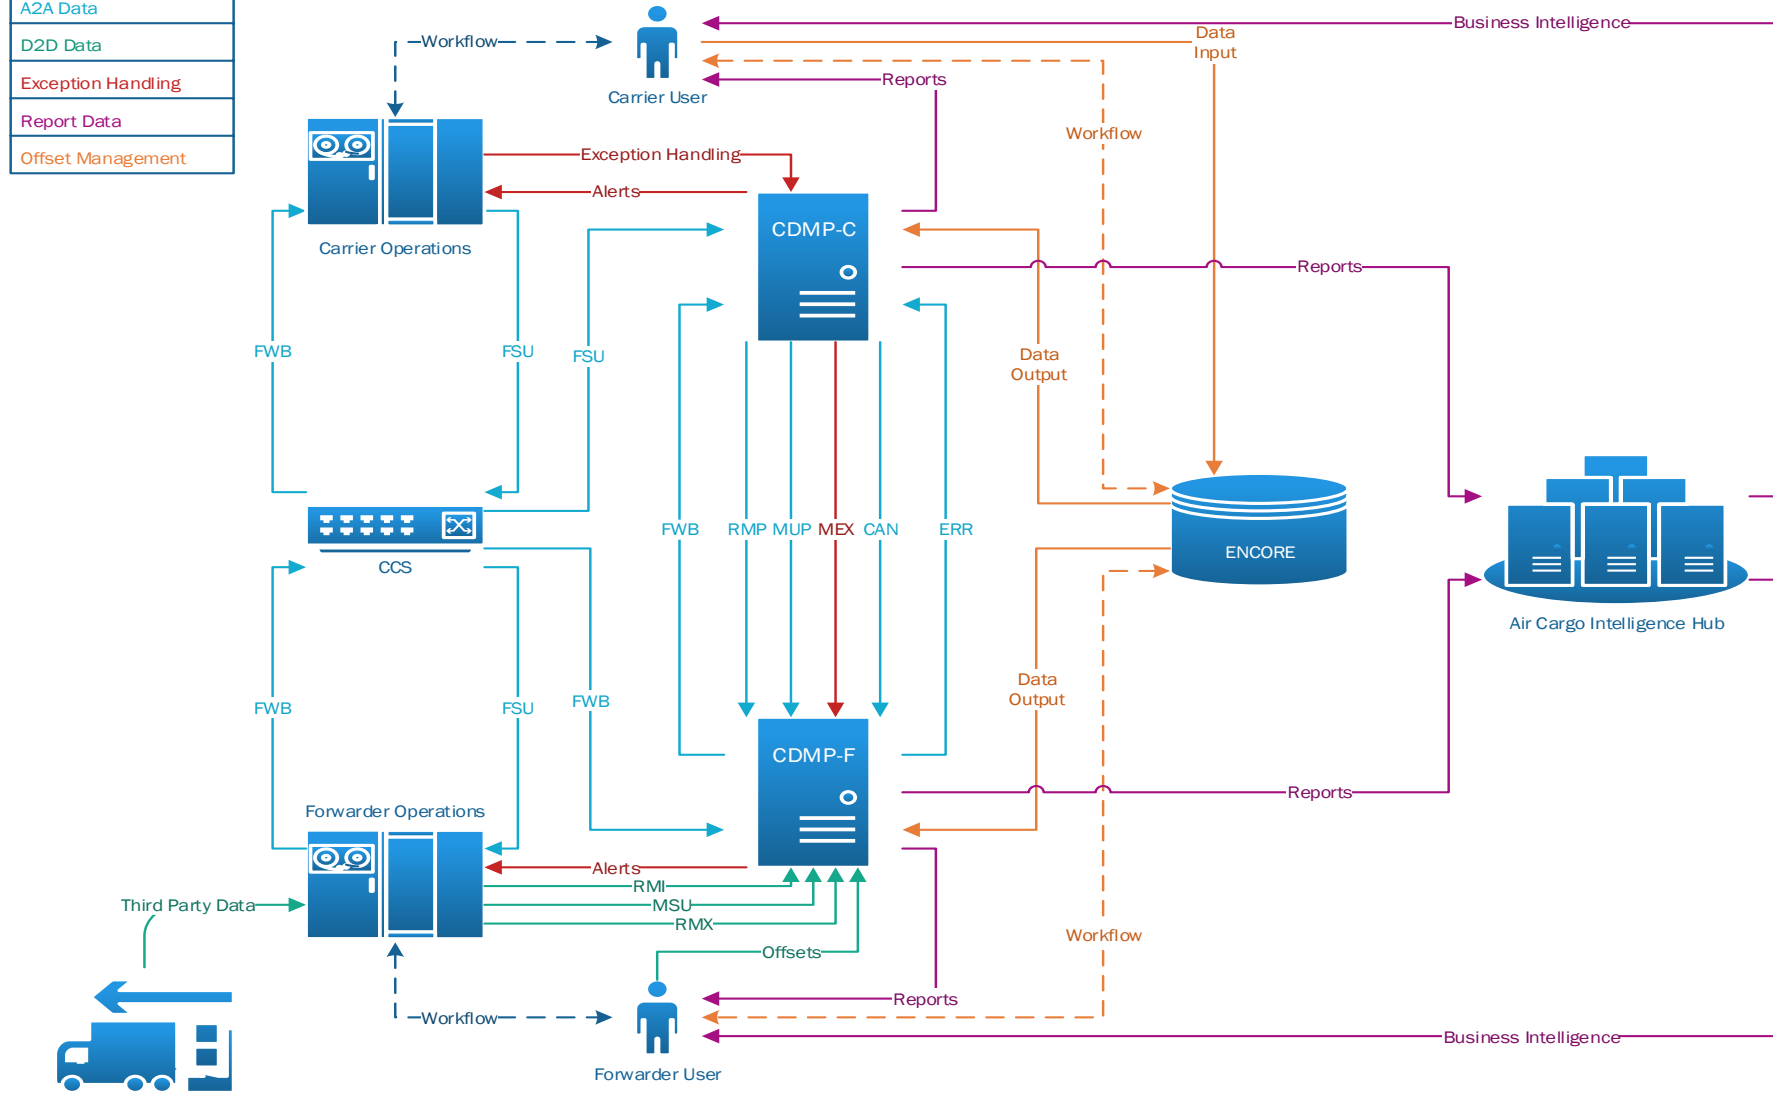 A2A Data
D2D Data
Exception Handling
Report Data
Offset Management
Workflow
Carrier User
Business Intelligence
Data
Input
Reports
Workflow
Exception Handling
Alerts
Carrier Operations
CDMP-C
Reports
FWB
FSU
FSU
Data
Output
FWB
RMP
MUP
MEX
CAN
ERR
CCS
ENCORE
Air Cargo Intelligence Hub
FWB
FSU
FWB
Data
Output
CDMP-F
Reports
Forwarder Operations
Alerts
RMI
MSU
RMX
Third Party Data
Workflow
Offsets
Reports
Workflow
Business Intelligence
Forwarder User